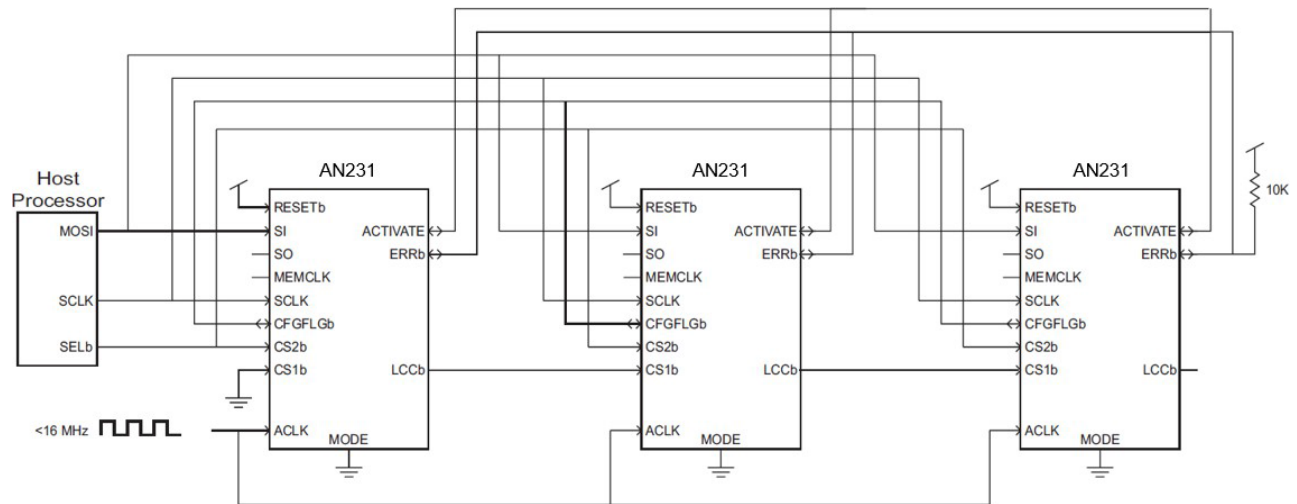 Host
Processor
MOSI
SCLK
SELb
<16 MHz
AN231
RESETb
SI
SO
MEMCLK
SCLK
CFGFLGb
CS2b
CS1b
ACLK
ACTIVATE
ERRb
LCCb
MODE
AN231
RESETb
SI
SO
MEMCLK
SCLK
CFGFLGb
CS2b
CS1b
ACLK
ACTIVATE
ERRb
LCCb
MODE
AN231
RESETb
SI
SO
MEMCLK
SCLK
CFGFLGb
CS2b
CS1b
ACLK
ACTIVATE
ERRb
LCCb
MODE
10K